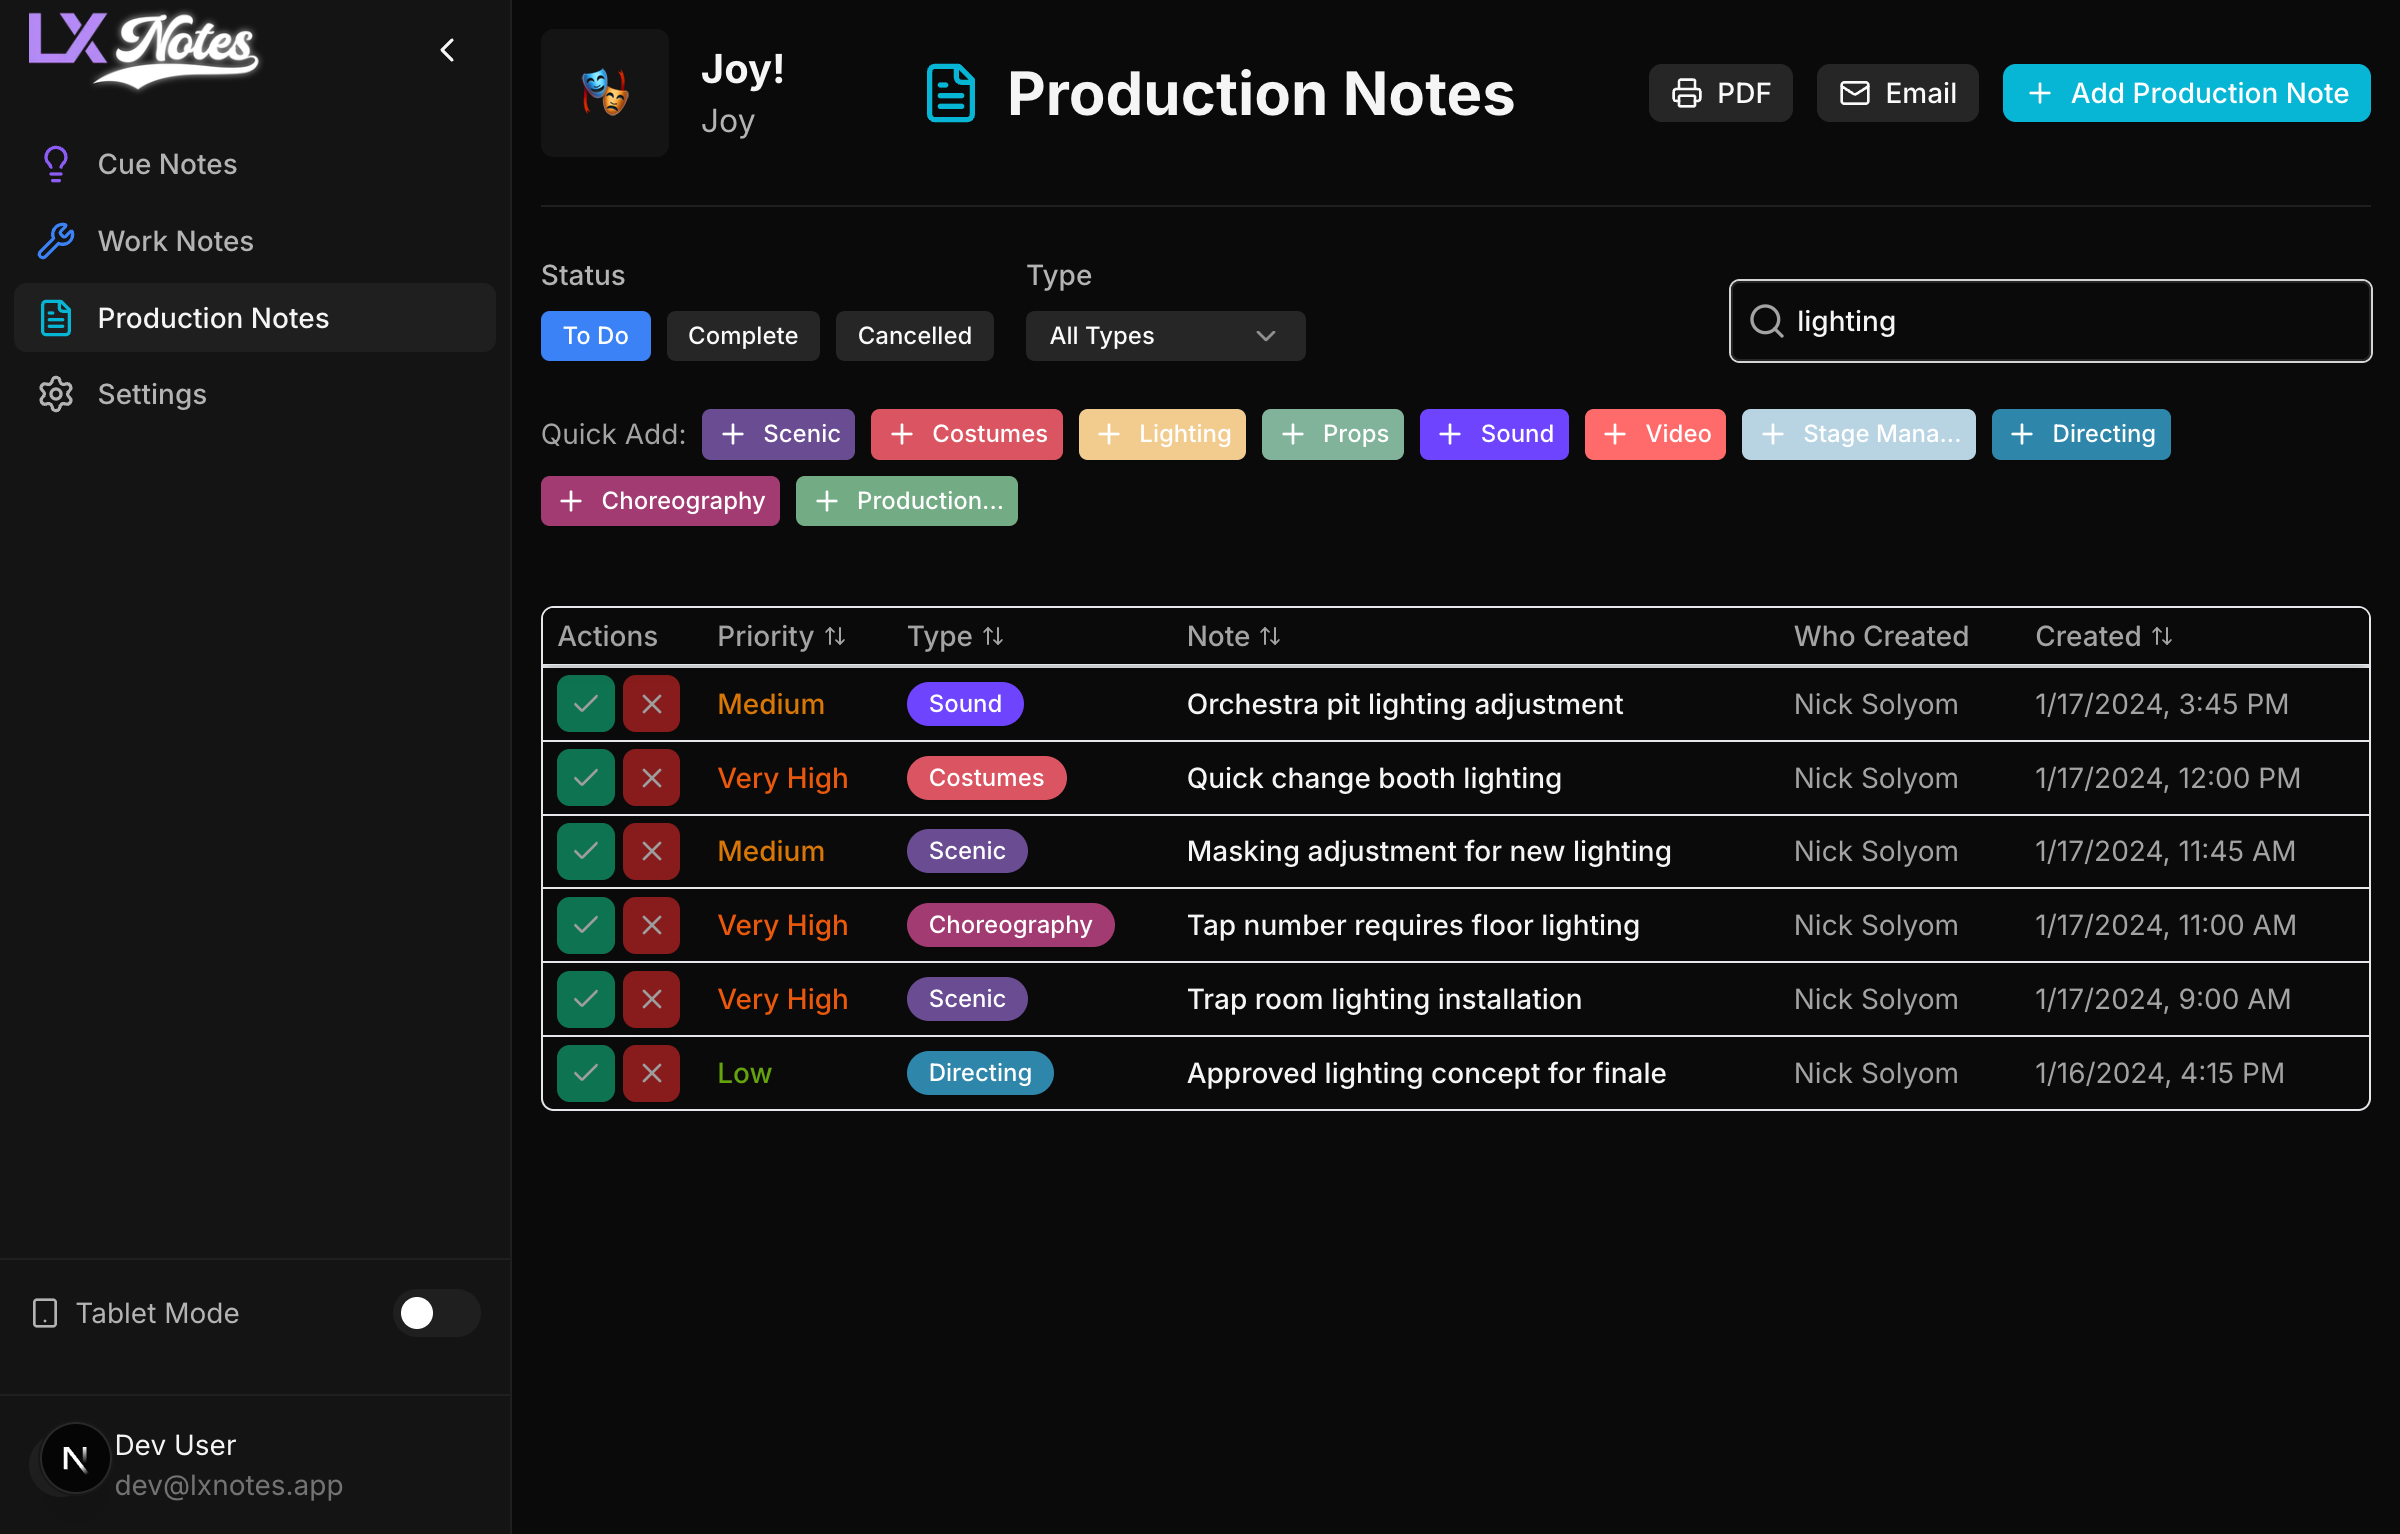 LX Notes
Cue Notes
Work Notes
Production Notes
Settings
Tablet Mode
N
Dev User
dev@lxnotes.app
Joy!
Joy
Production Notes
PDF
Email
Add Production Note
Status
Type
To Do
Complete
Cancelled
All Types
lighting
Quick Add:
Scenic
Costumes
Lighting
Props
Sound
Video
Stage Mana...
Directing
Choreography
Production...
Actions Priority Type Note Who Created Created
Medium Sound Orchestra pit lighting adjustment Nick Solyom 1/17/2024, 3:45 PM
Very High Costumes Quick change booth lighting Nick Solyom 1/17/2024, 12:00 PM
Medium Scenic Masking adjustment for new lighting Nick Solyom 1/17/2024, 11:45 AM
Very High Choreography Tap number requires floor lighting Nick Solyom 1/17/2024, 11:00 AM
Very High Scenic Trap room lighting installation Nick Solyom 1/17/2024, 9:00 AM
Low Directing Approved lighting concept for finale Nick Solyom 1/16/2024, 4:15 PM